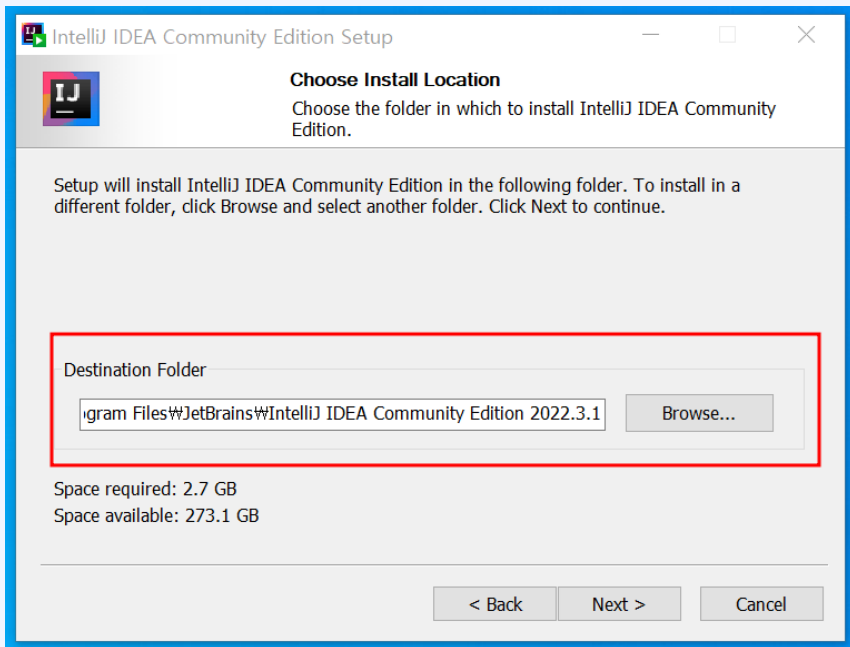 IntelliJ IDEA Community Edition Setup
IJ
Choose Install Location
Choose the folder in which to install IntelliJ IDEA Community
Edition.
Setup will install IntelliJ IDEA Community Edition in the following folder. To install in a
different folder, click Browse and select another folder. Click Next to continue.
Destination Folder
ogram Files₩JetBrains₩IntelliJ IDEA Community Edition 2022.3.1
Browse...
Space required: 2.7 GB
Space available: 273.1 GB
< Back
Next >
Cancel